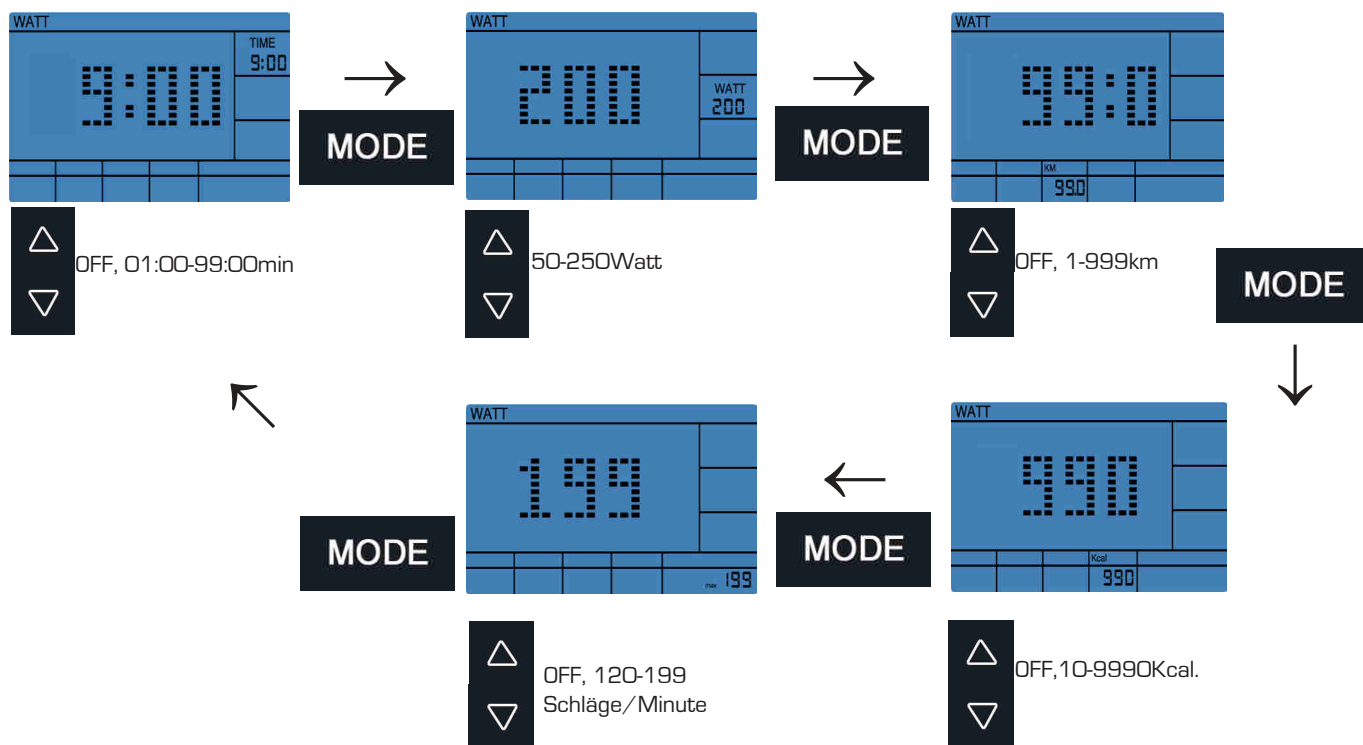 WATT
TIME
9:00
9:00
MODE
OFF, 01:00-99:00min
WATT
200
WATT
200
MODE
50-250Watt
WATT
99:0
KM
99.0
OFF, 1-999km
MODE
WATT
990
Kcal
990
OFF,10-9990Kcal.
MODE
WATT
199
max 199
OFF, 120-199
Schläge/Minute
MODE